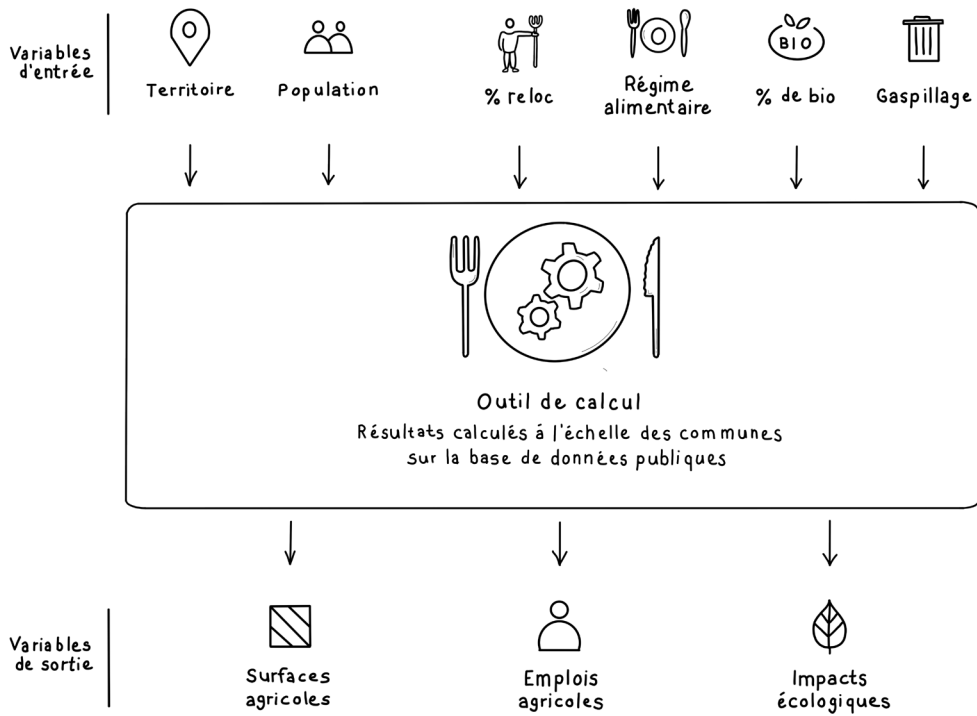 Variables
d'entrée
Territoire
Population
% reloc
Régime
alimentaire
BIO
% de bio
Gaspillage
Outil de calcul
Résultats calculés á l'échelle des communes
sur la base de données publiques
Variables
de sortie
Surfaces
agricoles
Emplois
agricoles
Impacts
écologiques